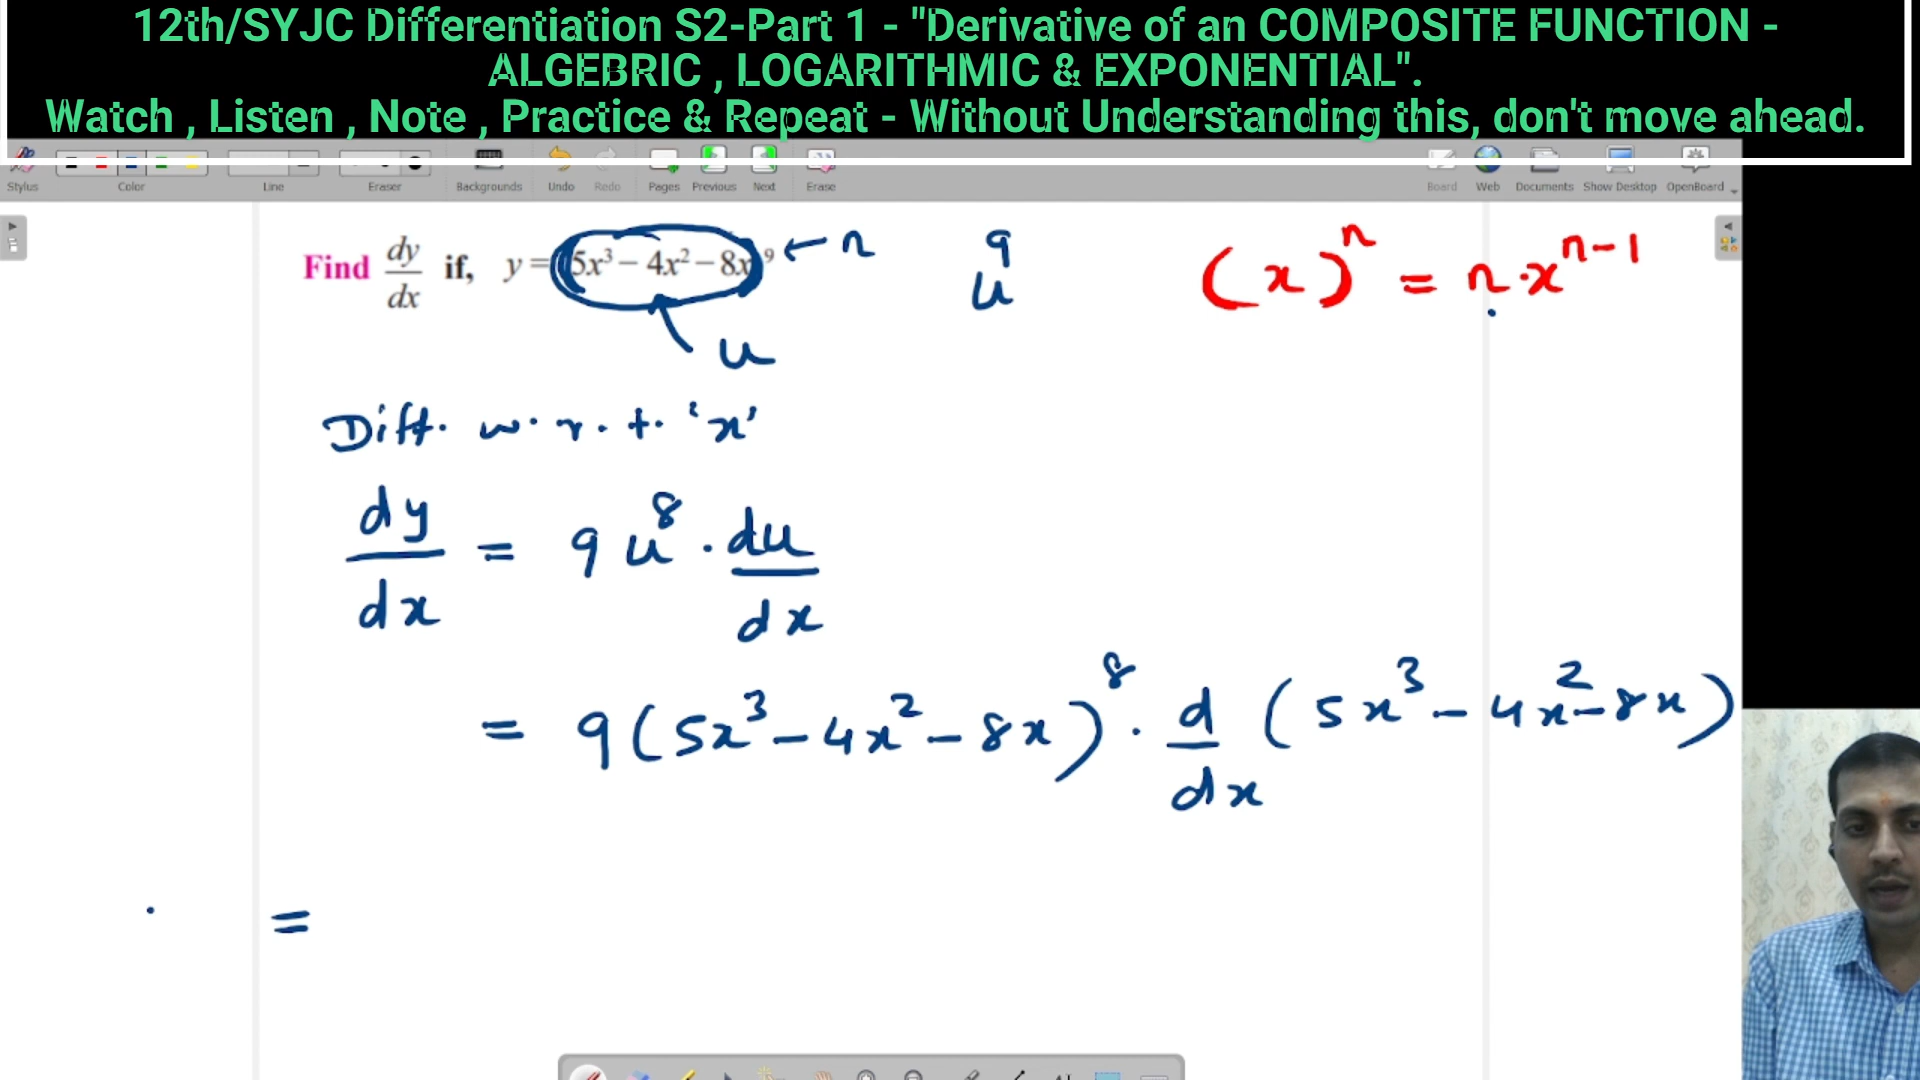 12th/SYJC Differentiation S2-Part 1 - "Derivative of an COMPOSITE FUNCTION -
ALGEBRIC , LOGARITHMIC & EXPONENTIAL".
Watch , Listen , Note , Practice & Repeat - Without Understanding this, don't move ahead.
Stylus Color Line Eraser Backgrounds Undo Redo Pages Previous Next Erase Board Web Documents Show Desktop OpenBoard
Find dy/dx if, y = (5x³ – 4x² – 8x)⁹ ← n u⁹ (x)ⁿ = n·xⁿ⁻¹
u
Diff. w.r.t. 'x'
dy/dx = 9u⁸ · du/dx
= 9(5x³ – 4x² – 8x)⁸ · d/dx (5x³ – 4x² – 8x)
=